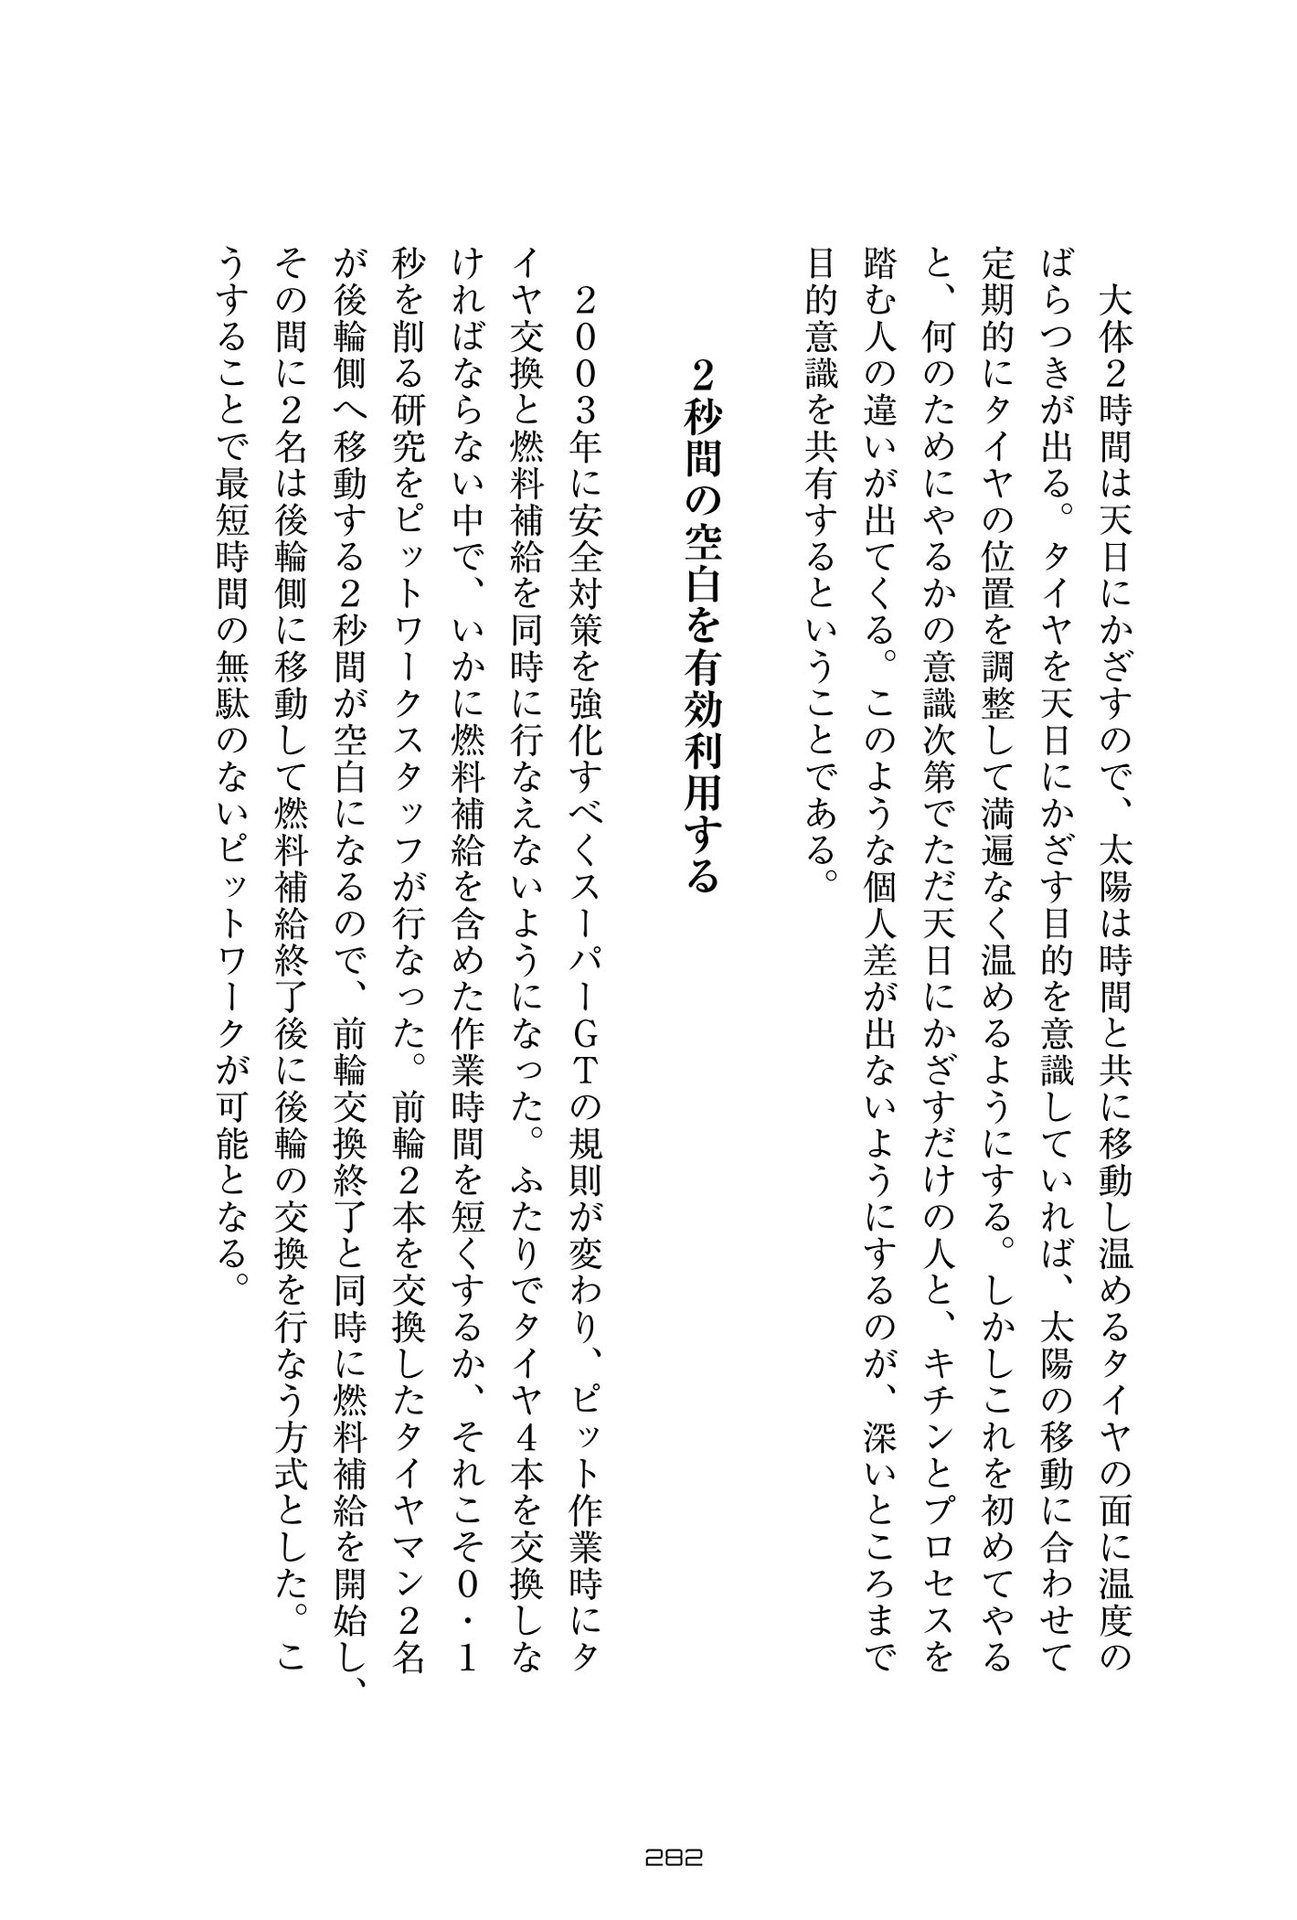 大体２時間は天日にかざすので、太陽は時間と共に移動し温めるタイヤの面に温度の
ばらつきが出る。タイヤを天日にかざす目的を意識していれば、太陽の移動に合わせて
定期的にタイヤの位置を調整して満遍なく温めるようにする。しかしこれを初めてやる
と、何のためにやるかの意識次第でただ天日にかざすだけの人と、キチンとプロセスを
踏む人の違いが出てくる。このような個人差が出ないようにするのが、深いところまで
目的意識を共有するということである。
２秒間の空白を有効利用する
２００３年に安全対策を強化すべくスーパーＧＴの規則が変わり、ピット作業時にタ
イヤ交換と燃料補給を同時に行なえないようになった。ふたりでタイヤ４本を交換しな
ければならない中で、いかに燃料補給を含めた作業時間を短くするか、それこそ０・１
秒を削る研究をピットワークスタッフが行なった。前輪２本を交換したタイヤマン２名
が後輪側へ移動する２秒間が空白になるので、前輪交換終了と同時に燃料補給を開始し、
その間に２名は後輪側に移動して燃料補給終了後に後輪の交換を行なう方式とした。こ
うすることで最短時間の無駄のないピットワークが可能となる。
282